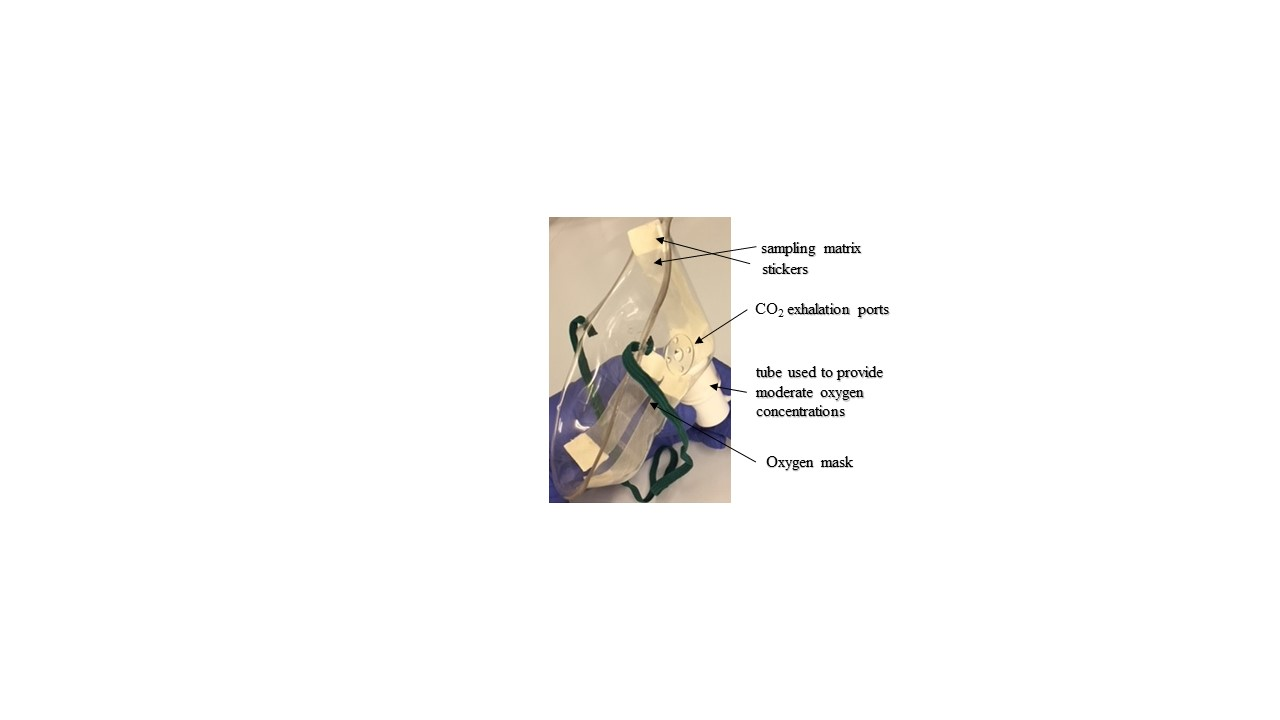 sampling matrix
stickers
CO₂ exhalation ports
tube used to provide
moderate oxygen
concentrations
Oxygen mask